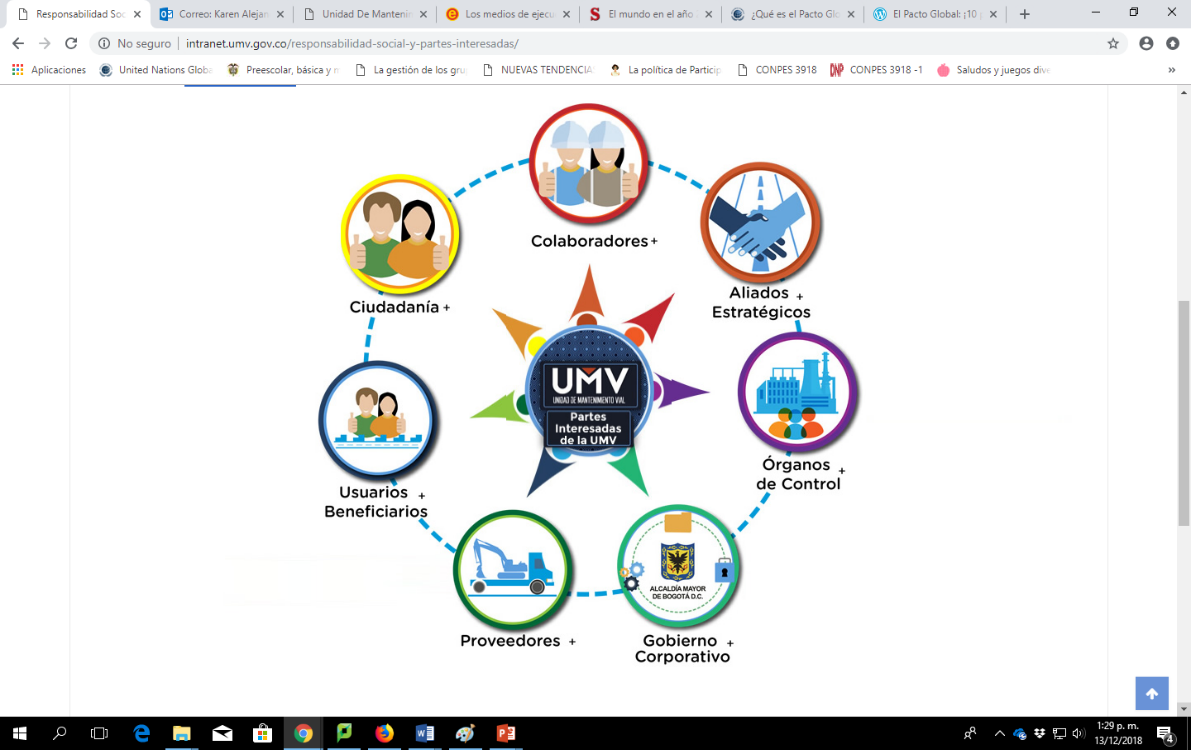 Responsabilidad Soc
Correo: Karen Alejan
Unidad De Mantenim
Los medios de ejecu
El mundo en el año
¿Qué es el Pacto Glo
El Pacto Global: ¡10
No seguro
intranet.umv.gov.co/responsabilidad-social-y-partes-interesadas/
Aplicaciones
United Nations Globa
Preescolar, básica y
La gestión de los gru
NUEVAS TENDENCIA
La política de Particip
CONPES 3918
DNP
CONPES 3918 -1
Saludos y juegos dive
Colaboradores+
Aliados +
Estratégicos
Ciudadanía +
UMV
UNIDAD DE MANTENIMIENTO VIAL
Partes
Interesadas
de la UMV
Órganos +
de Control
Usuarios +
Beneficiarios
ALCALDÍA MAYOR
DE BOGOTÁ D.C.
Proveedores +
Gobierno +
Corporativo
1:29 p. m.
13/12/2018
4